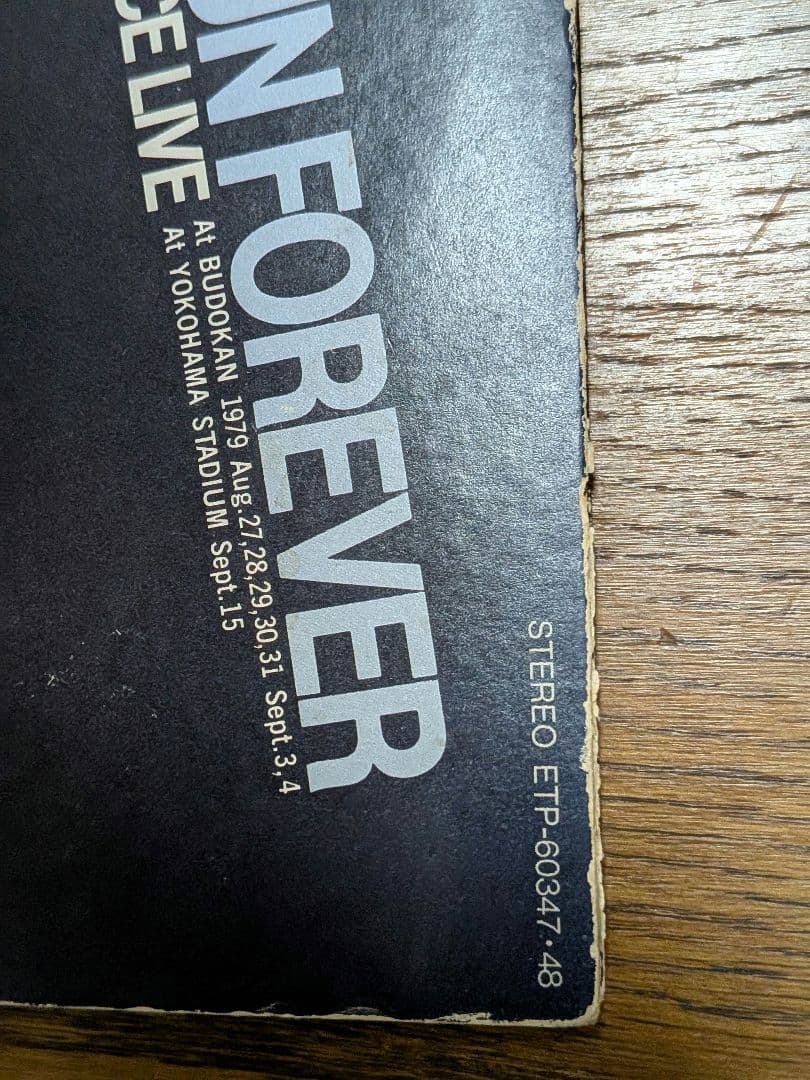 STEREO ETP-60347・48
UN FOREVER
CE LIVE
At BUDOKAN 1979 Aug.27,28,29,30,31 Sept.3,4
At YOKOHAMA STADIUM Sept.15